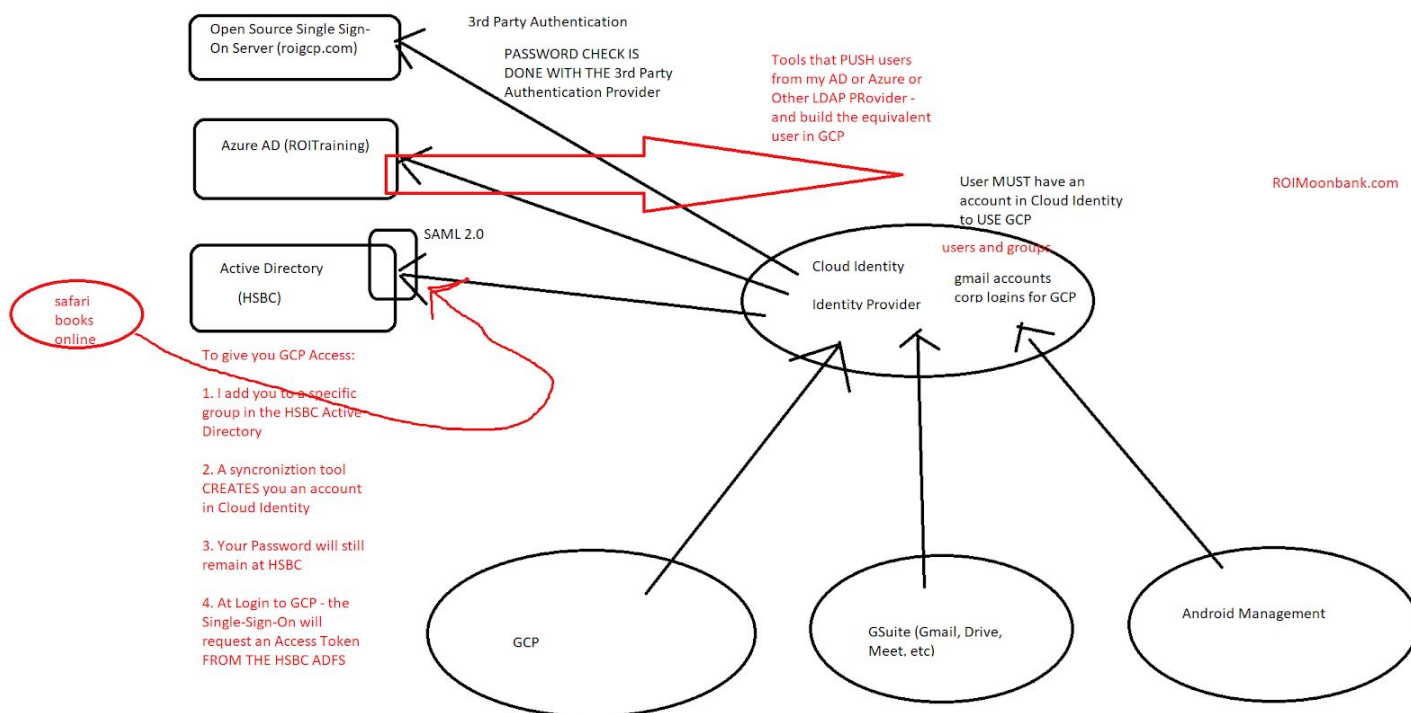 Open Source Single Sign-
On Server (roigcp.com)
3rd Party Authentication
PASSWORD CHECK IS
DONE WITH THE 3rd Party
Authentication Provider
Tools that PUSH users
from my AD or Azure or
Other LDAP PRovider -
and build the equivalent
user in GCP
Azure AD (ROITraining)
User MUST have an
account in Cloud Identity
to USE GCP
ROIMoonbank.com
SAML 2.0
users and groups
Active Directory
(HSBC)
Cloud Identity
Identity Provider
gmail accounts
corp logins for GCP
safari
books
online
To give you GCP Access:
1. I add you to a specific
group in the HSBC Active
Directory
2. A syncroniztion tool
CREATES you an account
in Cloud Identity
3. Your Password will still
remain at HSBC
4. At Login to GCP - the
Single-Sign-On will
request an Access Token
FROM THE HSBC ADFS
GCP
GSuite (Gmail, Drive,
Meet, etc)
Android Management